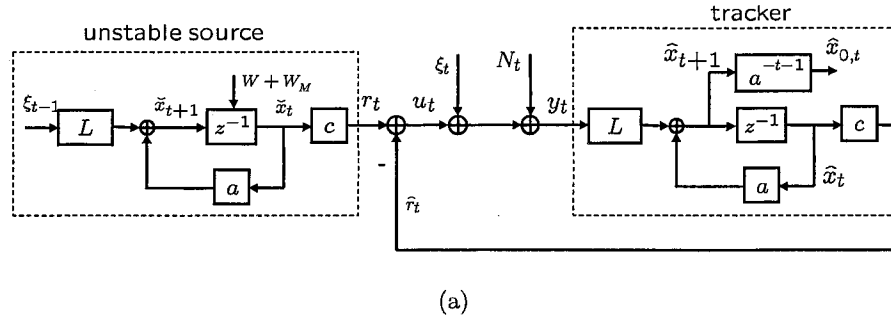 unstable source
tracker
ξ_{t-1}
L
x̆_{t+1}
W + W_M
z^{-1}
x̆_t
c
a
r_t
u_t
ξ_t
N_t
y_t
-
r̂_t
L
x̂_{t+1}
a^{-t-1}
x̂_{0,t}
z^{-1}
c
a
x̂_t
(a)